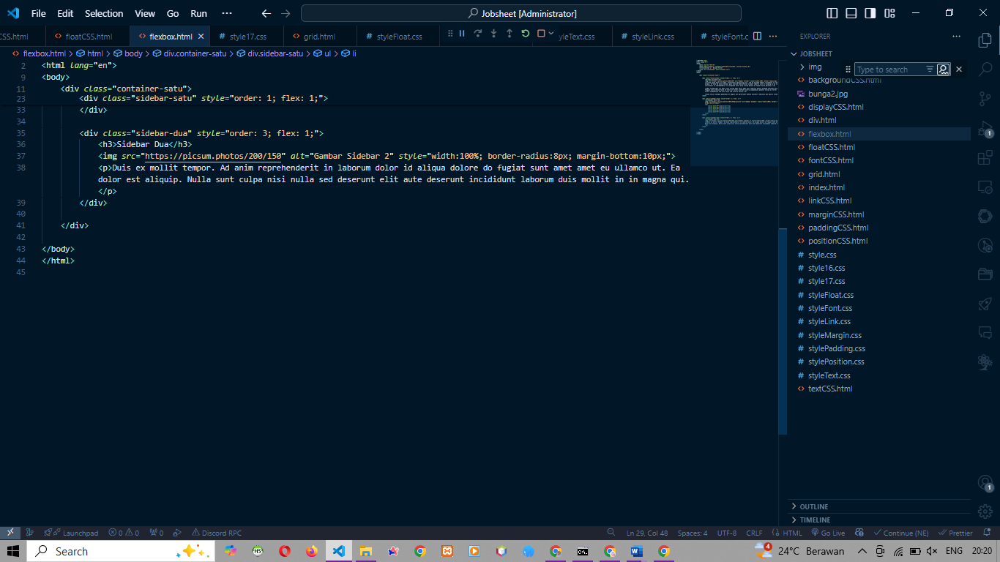 File Edit Selection View Go Run ··· Jobsheet [Administrator]
CSS.html floatCSS.html flexbox.html style17.css grid.html styleFloat.css yleText.css styleLink.css styleFont.c
flexbox.html > html > body > div.container-satu > div.sidebar-satu > ul > li
2 <html lang="en">
9 <body>
11 <div class="container-satu">
23 <div class="sidebar-satu" style="order: 1; flex: 1;">
33 </div>
34
35 <div class="sidebar-dua" style="order: 3; flex: 1;">
36 <h3>Sidebar Dua</h3>
37 <img src="https://picsum.photos/200/150" alt="Gambar Sidebar 2" style="width:100%; border-radius:8px; margin-bottom:10px;">
38 <p>Duis ex mollit tempor. Ad anim reprehenderit in laborum dolor id aliqua dolore do fugiat sunt amet amet eu ullamco ut. Ea
dolor est aliquip. Nulla sunt culpa nisi nulla sed deserunt elit aute deserunt incididunt laborum duis mollit in in magna qui.
</p>
39 </div>
40
41 </div>
42
43 </body>
44 </html>
45
EXPLORER
JOBSHEET
img
Type to search
backgroundCSS.html
bunga2.jpg
displayCSS.html
div.html
flexbox.html
floatCSS.html
fontCSS.html
grid.html
index.html
linkCSS.html
marginCSS.html
paddingCSS.html
positionCSS.html
# style.css
# style16.css
# style17.css
# styleFloat.css
# styleFont.css
# styleLink.css
# styleMargin.css
# stylePadding.css
# stylePosition.css
# styleText.css
textCSS.html
OUTLINE
TIMELINE
1
1
Launchpad 0 0 0 Discord RPC Ln 29, Col 48 Spaces: 4 UTF-8 CRLF {} HTML Go Live Continue (NE) Prettier
Search HS 4 24°C Berawan ENG 20:20